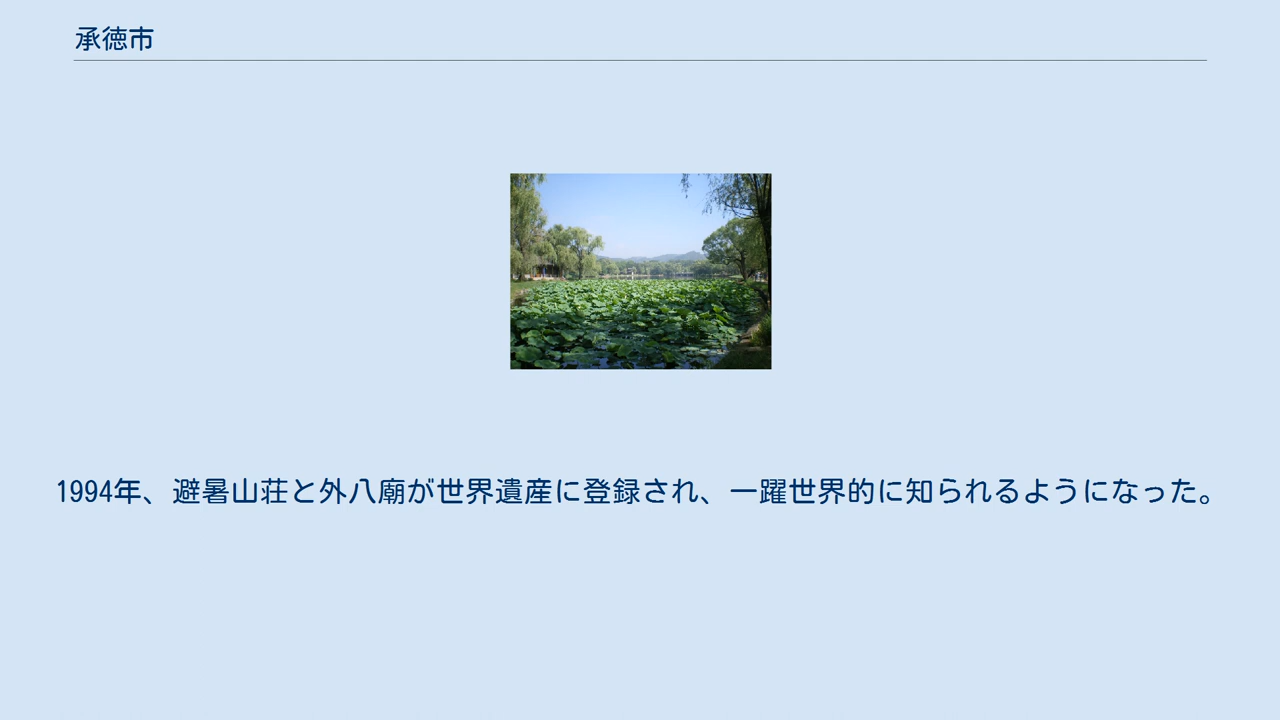 承徳市
1994年、避暑山荘と外八廟が世界遺産に登録され、一躍世界的に知られるようになった。